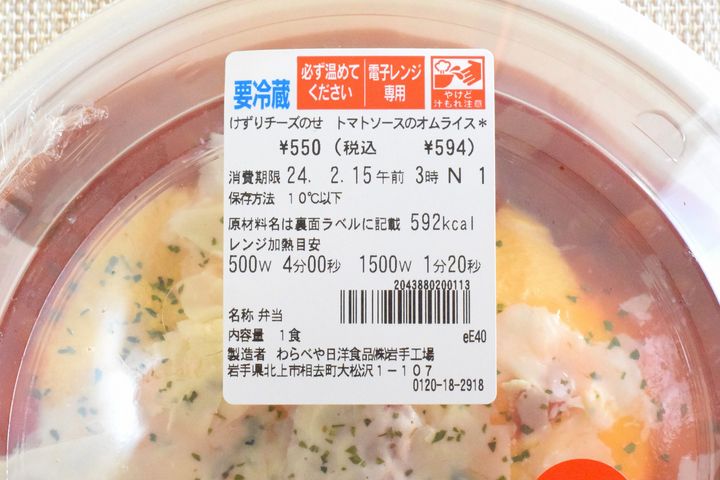 要冷蔵
必ず温めて
ください
電子レンジ
専用
やけど
汁もれ注意
けずりチーズのせ トマトソースのオムライス＊
¥550（税込 ¥594）
消費期限 24. 2.15午前 3時 N 1
保存方法 10℃以下
原材料名は裏面ラベルに記載 592kcal
レンジ加熱目安
500W 4分00秒 1500W 1分20秒
2043880200113
名称 弁当
内容量 1食 eE40
製造者 わらべや日洋食品㈱岩手工場
岩手県北上市相去町大松沢1-107
0120-18-2918